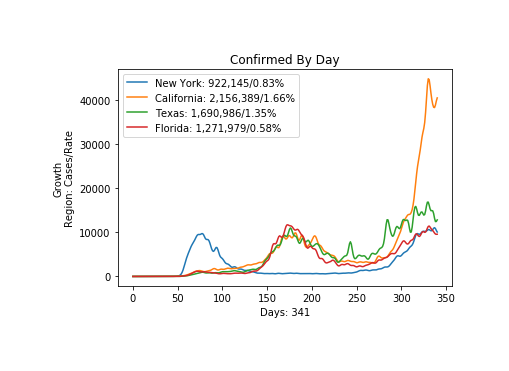 Confirmed By Day
New York: 922,145/0.83%
California: 2,156,389/1.66%
Texas: 1,690,986/1.35%
Florida: 1,271,979/0.58%
Growth
Region: Cases/Rate
40000
30000
20000
10000
0
0 50 100 150 200 250 300 350
Days: 341